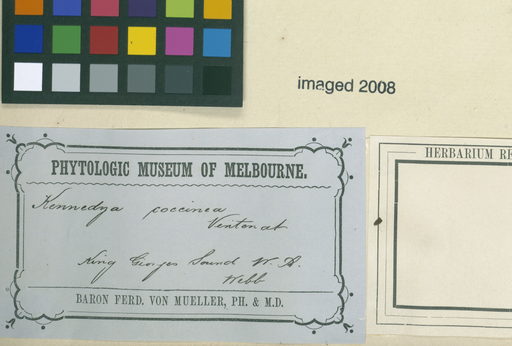 imaged 2008
PHYTOLOGIC MUSEUM OF MELBOURNE.
Kennedya coccinea
Ventenat
King Georges Sound W. A.
Webb
BARON FERD. VON MUELLER, PH. & M.D.
HERBARIUM RE